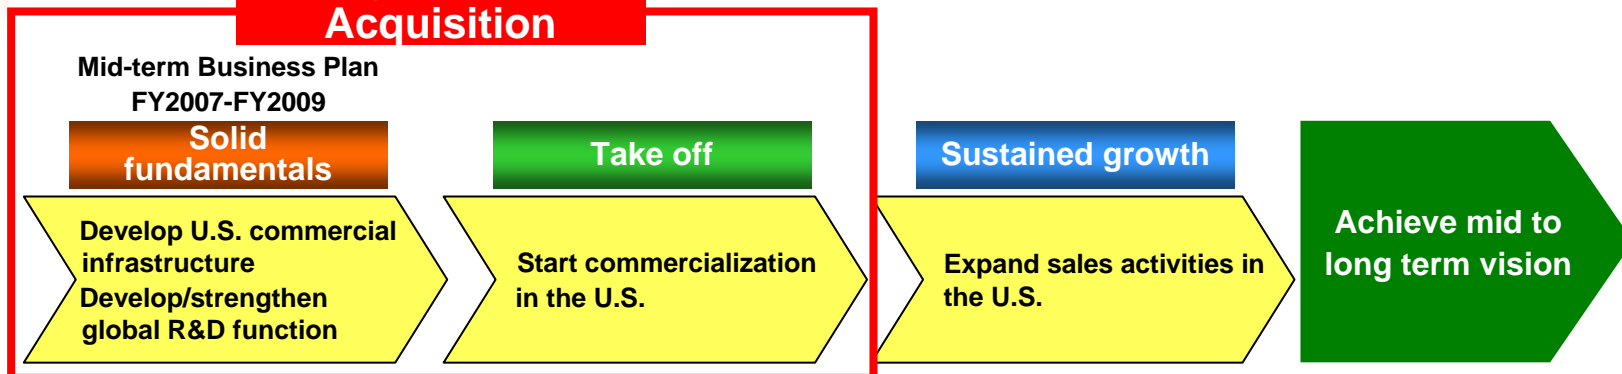 Acquisition
Mid-term Business Plan
FY2007-FY2009
Solid
fundamentals
Take off
Sustained growth
Develop U.S. commercial
infrastructure
Develop/strengthen
global R&D function
Start commercialization
in the U.S.
Expand sales activities in
the U.S.
Achieve mid to
long term vision